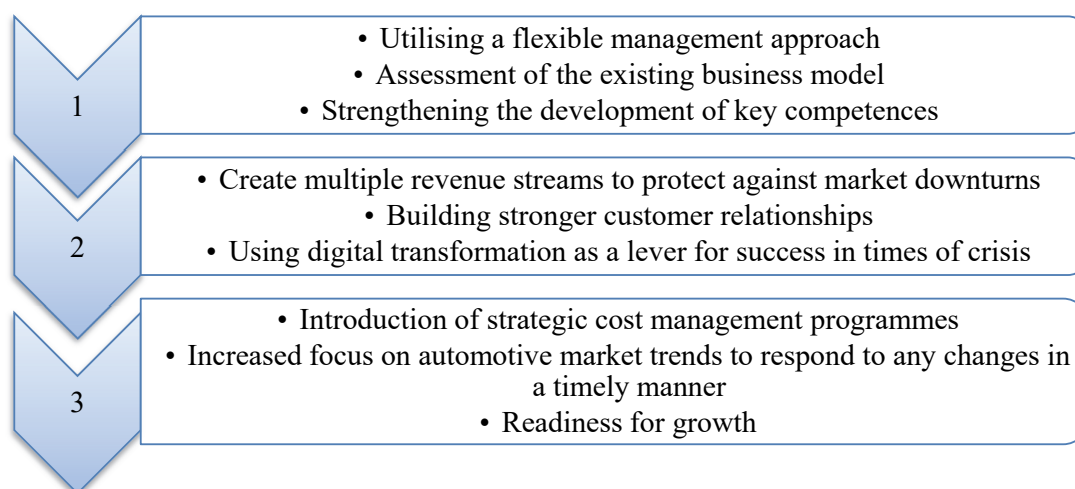 1
• Utilising a flexible management approach
• Assessment of the existing business model
• Strengthening the development of key competences
2
• Create multiple revenue streams to protect against market downturns
• Building stronger customer relationships
• Using digital transformation as a lever for success in times of crisis
3
• Introduction of strategic cost management programmes
• Increased focus on automotive market trends to respond to any changes in
a timely manner
• Readiness for growth